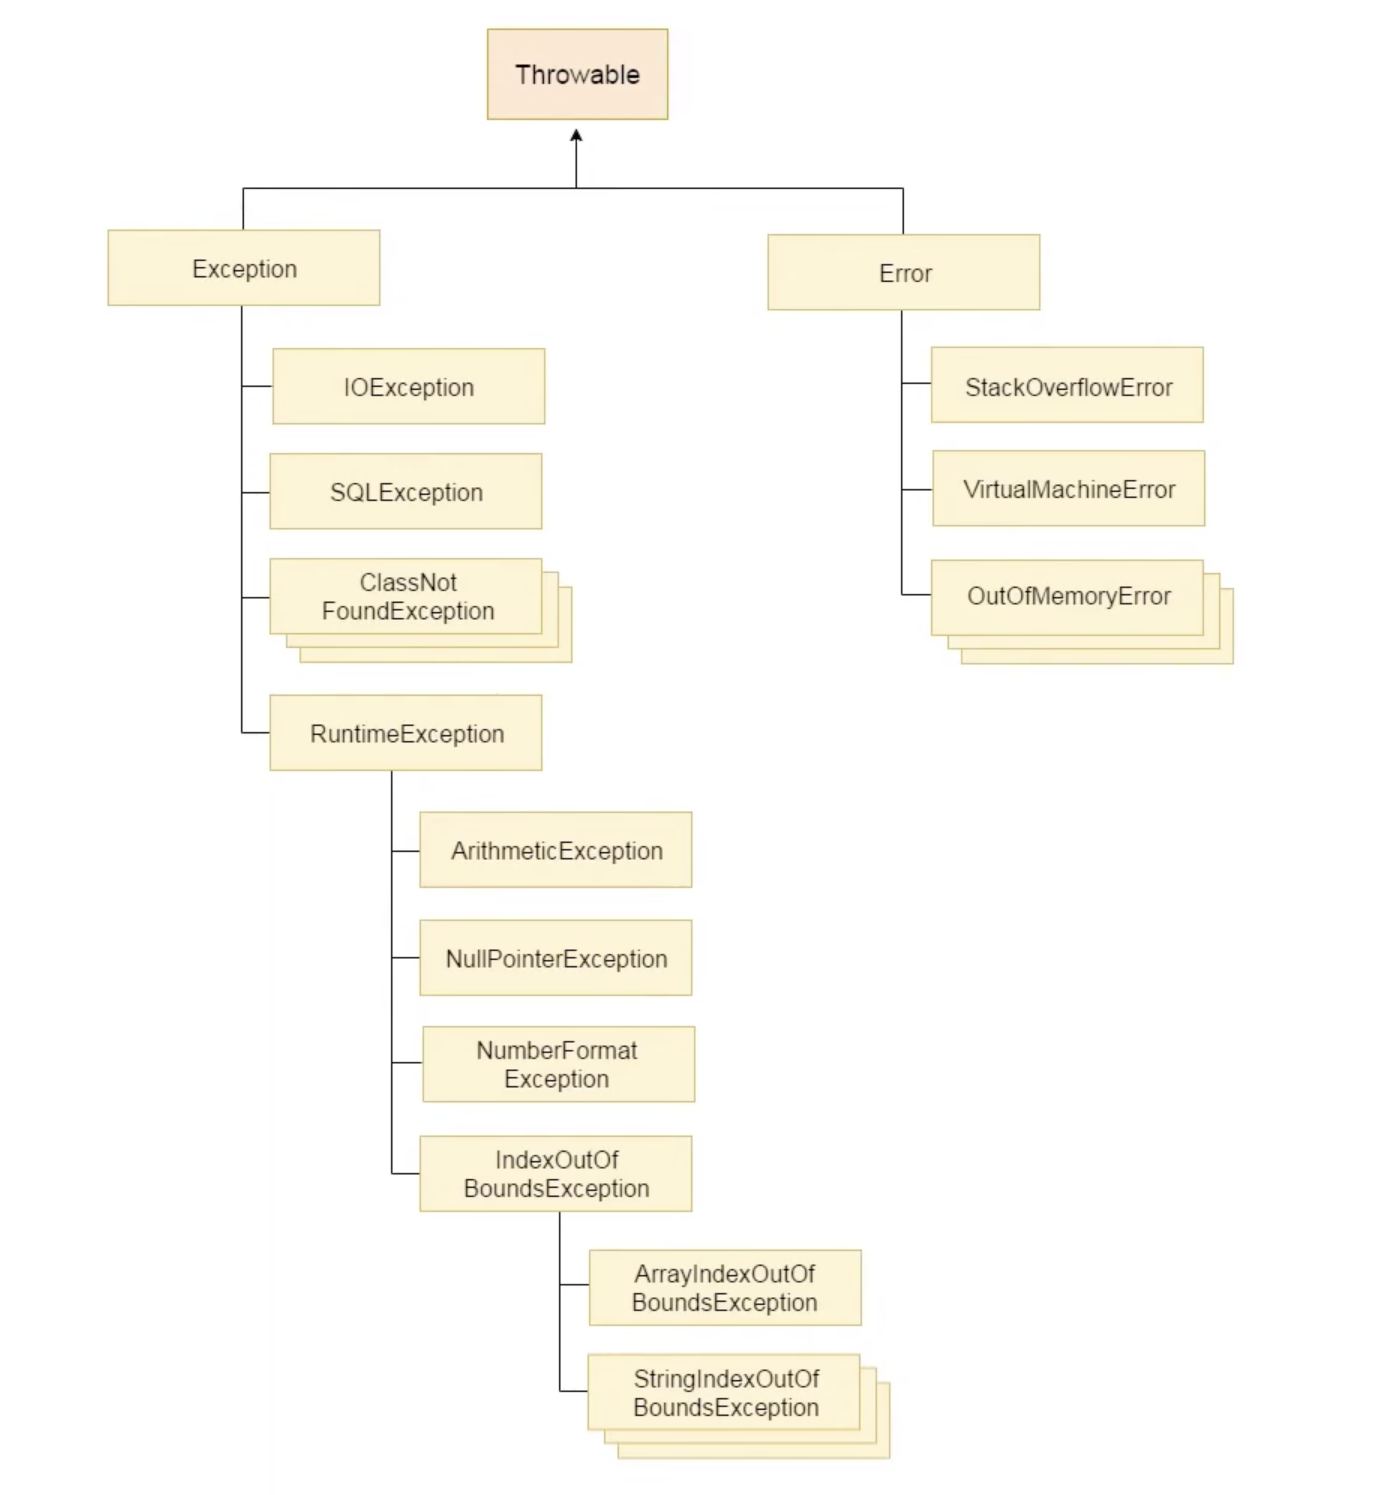 Throwable
Exception
Error
IOException
StackOverflowError
SQLException
VirtualMachineError
ClassNot
FoundException
OutOfMemoryError
RuntimeException
ArithmeticException
NullPointerException
NumberFormat
Exception
IndexOutOf
BoundsException
ArrayIndexOutOf
BoundsException
StringIndexOutOf
BoundsException